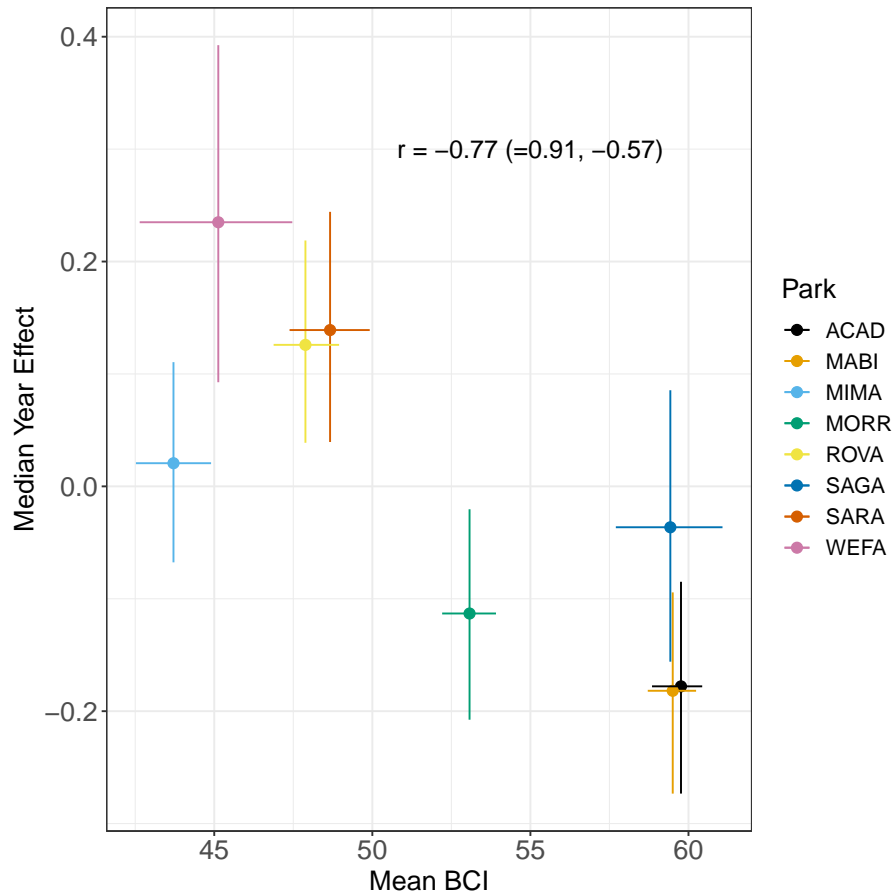 0.4
0.2
0.0
−0.2
Median Year Effect
r = −0.77 (=0.91, −0.57)
45 50 55 60
Mean BCI
Park
ACAD
MABI
MIMA
MORR
ROVA
SAGA
SARA
WEFA